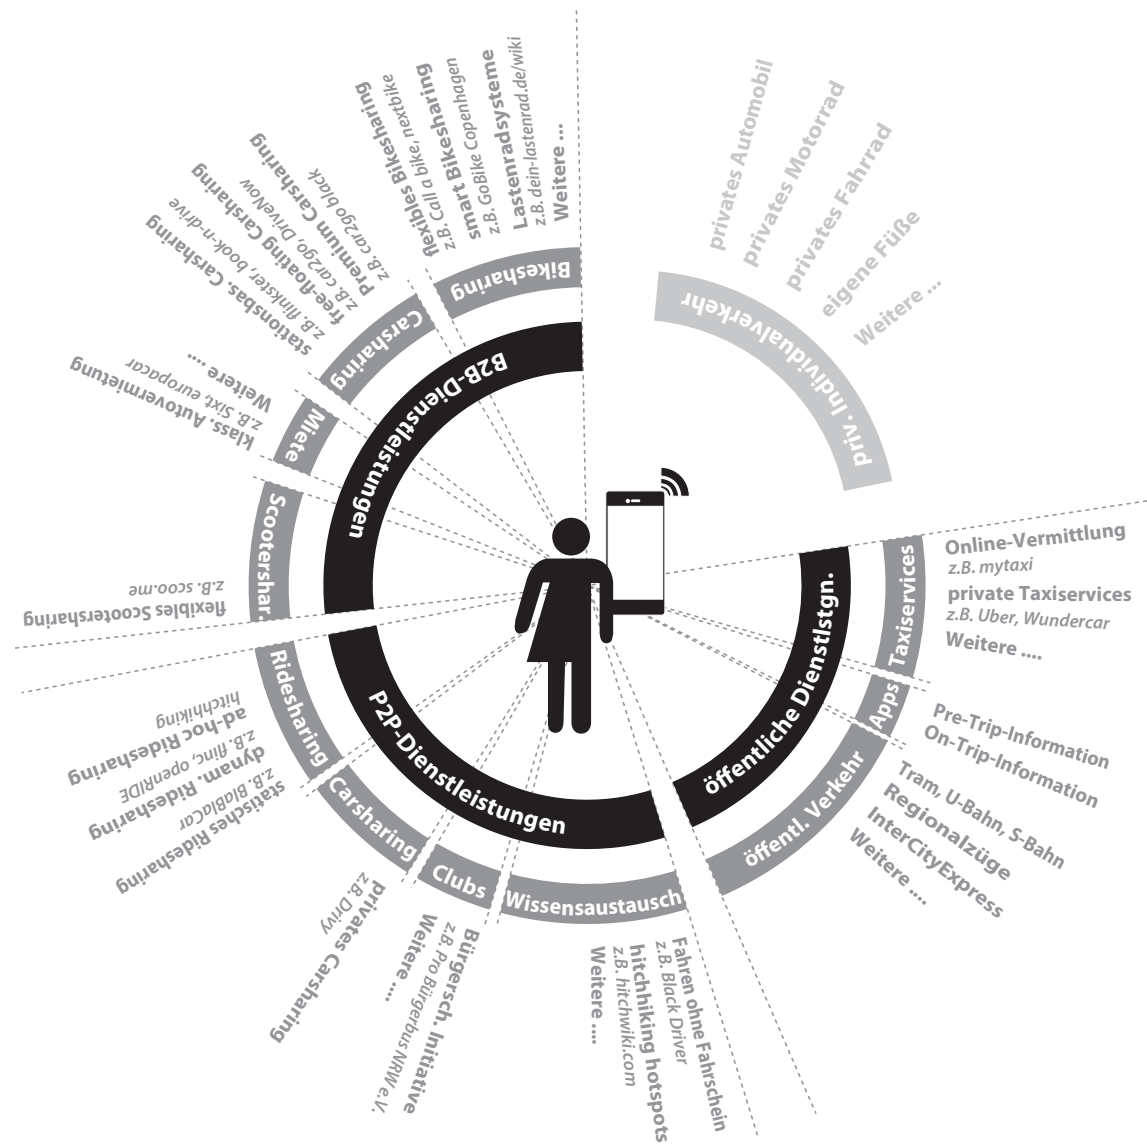 B2B-Dienstleistungen
Bikesharing
flexibles Bikesharing
z.B. Call a bike, nextbike
smart Bikesharing
z.B. GoBike Copenhagen
Lastenradsysteme
z.B. dein-lastenrad.de/wiki
Weitere ...
Carsharing
stationsbas. Carsharing
z.B. flinkster, book-n-drive
free-floating Carsharing
z.B. car2go, DriveNow
Premium Carsharing
z.B. car2go black
Miete
klass. Autovermietung
z.B. Sixt, europacar
Weitere ....
Scootershar.
flexibles Scootersharing
z.B. scoo.me
P2P-Dienstleistungen
Ridesharing
statisches Ridesharing
z.B. BlaBlaCar
dynam. Ridesharing
z.B. flinc, openRIDE
ad-hoc Ridesharing
hitchhiking
Carsharing
privates Carsharing
z.B. Drivy
Clubs
Bürgersch. Initiative
z.B. Pro Bürgerbus NRW e.V.
Weitere ....
Wissensaustausch
Fahren ohne Fahrschein
z.B. Black Driver
hitchhiking hotspots
z.B. hitchwiki.com
Weitere ....
öffentliche Dienstlstgn.
öffentl. Verkehr
Tram, U-Bahn, S-Bahn
Regionalzüge
InterCityExpress
Weitere ....
Apps
Pre-Trip-Information
On-Trip-Information
Taxiservices
Online-Vermittlung
z.B. mytaxi
private Taxiservices
z.B. Uber, Wundercar
Weitere ....
priv. Individualverkehr
privates Automobil
privates Motorrad
privates Fahrrad
eigene Füße
Weitere ...